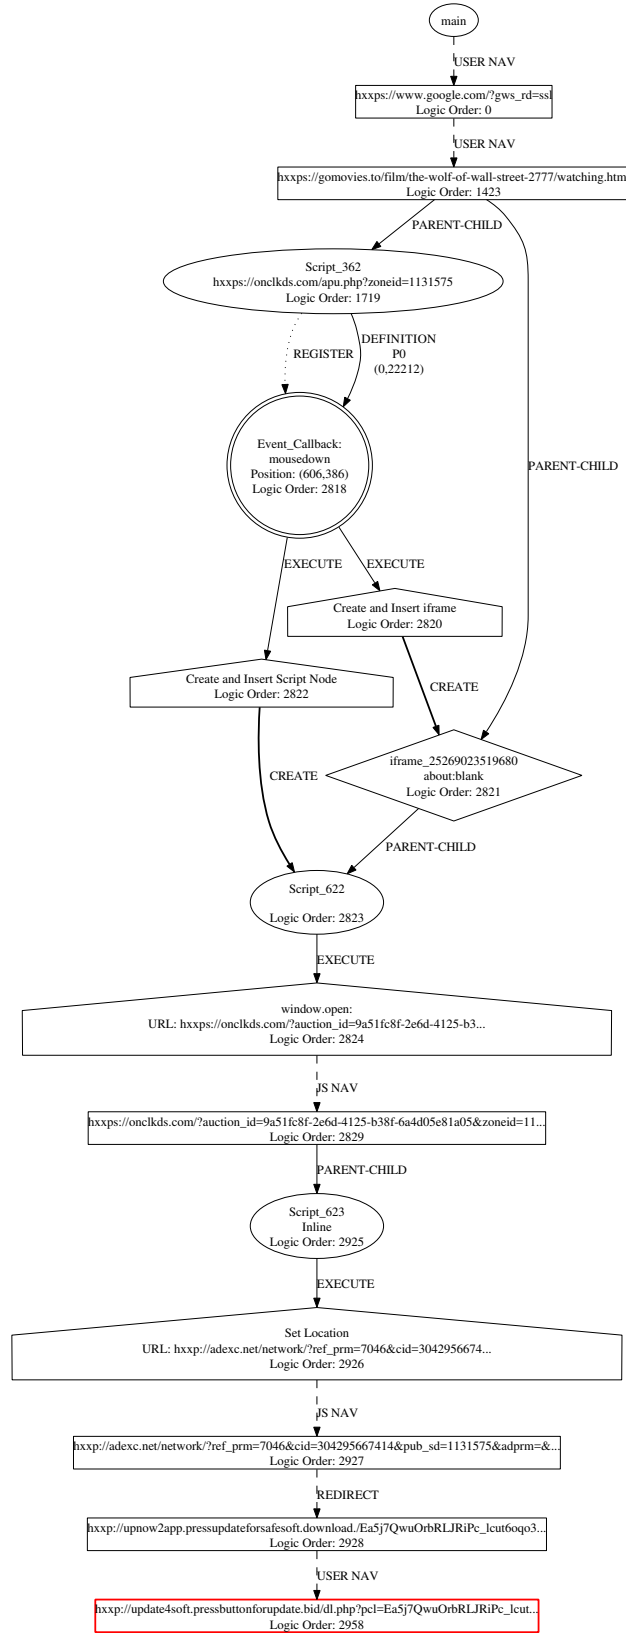 main
USER NAV
hxxps://www.google.com/?gws_rd=ssl
Logic Order: 0
USER NAV
hxxps://gomovies.to/film/the-wolf-of-wall-street-2777/watching.htm
Logic Order: 1423
PARENT-CHILD
Script_362
hxxps://onclkds.com/apu.php?zoneid=1131575
Logic Order: 1719
REGISTER
DEFINITION
P0
(0,22212)
Event_Callback:
mousedown
Position: (606,386)
Logic Order: 2818
PARENT-CHILD
EXECUTE
EXECUTE
Create and Insert iframe
Logic Order: 2820
Create and Insert Script Node
Logic Order: 2822
CREATE
iframe_25269023519680
about:blank
Logic Order: 2821
CREATE
PARENT-CHILD
Script_622
Logic Order: 2823
EXECUTE
window.open:
URL: hxxps://onclkds.com/?auction_id=9a51fc8f-2e6d-4125-b3...
Logic Order: 2824
JS NAV
hxxps://onclkds.com/?auction_id=9a51fc8f-2e6d-4125-b38f-6a4d05e81a05&zoneid=11...
Logic Order: 2829
PARENT-CHILD
Script_623
Inline
Logic Order: 2925
EXECUTE
Set Location
URL: hxxp://adexc.net/network/?ref_prm=7046&cid=3042956674...
Logic Order: 2926
JS NAV
hxxp://adexc.net/network/?ref_prm=7046&cid=304295667414&pub_sd=1131575&adprm=&...
Logic Order: 2927
REDIRECT
hxxp://upnow2app.pressupdateforsafesoft.download./Ea5j7QwuOrbRLJRiPc_lcut6oqo3...
Logic Order: 2928
USER NAV
hxxp://update4soft.pressbuttonforupdate.bid/dl.php?pcl=Ea5j7QwuOrbRLJRiPc_lcut...
Logic Order: 2958